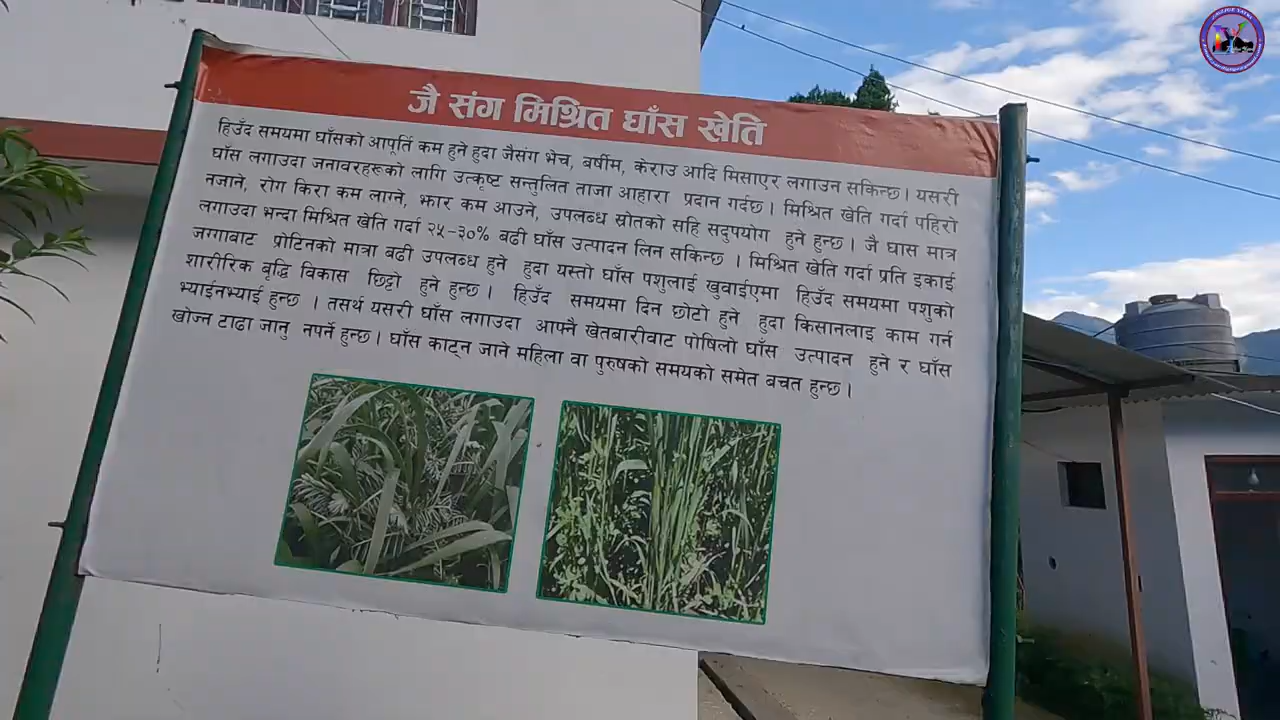 जै संग मिश्रित घाँस खेति
हिउँद समयमा घाँसको आपूर्ति कम हुने हुदा जैसंग भेच, बर्षीम, केराउ आदि मिसाएर लगाउन सकिन्छ। यसरी
घाँस लगाउदा जनावरहरूको लागि उत्कृष्ट सन्तुलित ताजा आहारा प्रदान गर्दछ। मिश्रित खेति गर्दा पहिरो
नजाने, रोग किरा कम लाग्ने, झार कम आउने, उपलब्ध स्रोतको सहि सदुपयोग हुने हुन्छ। जै घास मात्र
लगाउदा भन्दा मिश्रित खेति गर्दा २५-३०% बढी घाँस उत्पादन लिन सकिन्छ । मिश्रित खेति गर्दा प्रति इकाई
जग्गाबाट प्रोटिनको मात्रा बढी उपलब्ध हुने हुदा यस्तो घाँस पशुलाई खुवाईएमा हिउँद समयमा पशुको
शारीरिक बृद्धि विकास छिट्टो हुने हुन्छ। हिउँद समयमा दिन छोटो हुने हुदा किसानलाइ काम गर्न
भ्याईनभ्याई हुन्छ । तसर्थ यसरी घाँस लगाउदा आफ्नै खेतबारीवाट पोषिलो घाँस उत्पादन हुने र घाँस
खोज्न टाढा जानु नपर्ने हुन्छ। घाँस काट्न जाने महिला वा पुरुषको समयको समेत बचत हुन्छ।